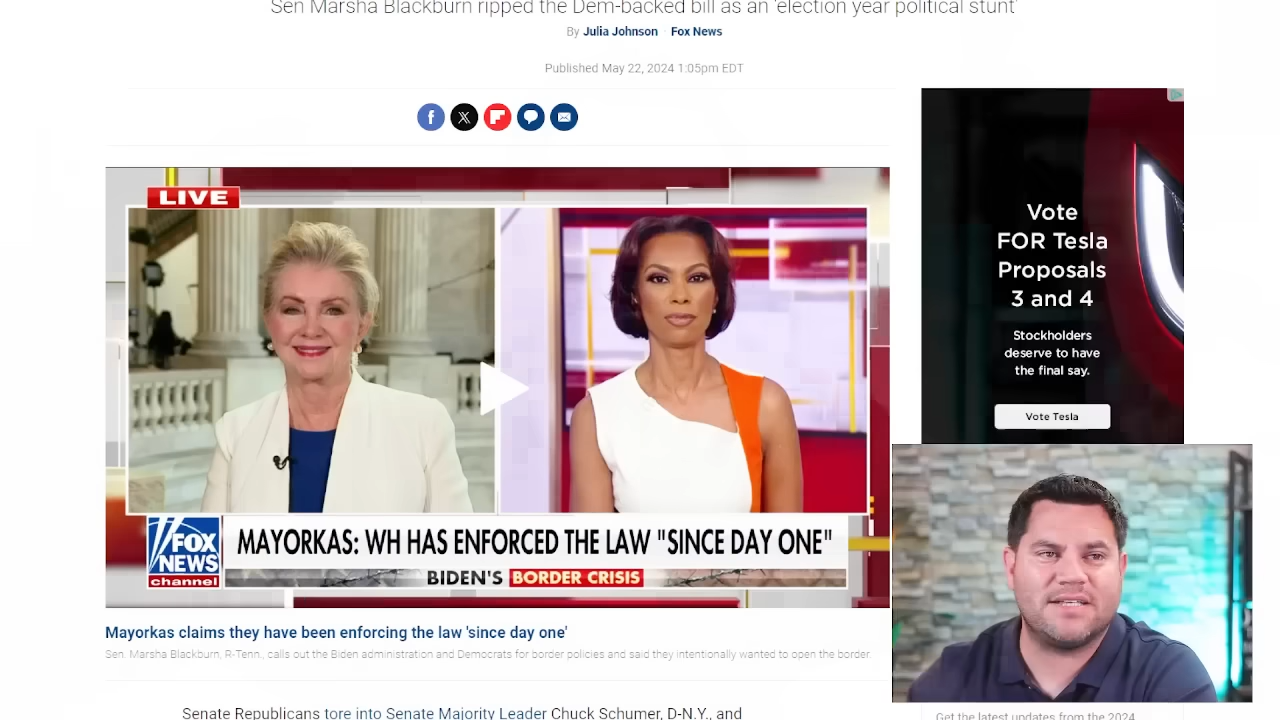 Sen Marsha Blackburn ripped the Dem-backed bill as an 'election year political stunt'
By Julia Johnson · Fox News
Published May 22, 2024 1:05pm EDT
LIVE
MAYORKAS: WH HAS ENFORCED THE LAW "SINCE DAY ONE"
FOX
NEWS
channel
BIDEN'S BORDER CRISIS
Mayorkas claims they have been enforcing the law 'since day one'
Sen. Marsha Blackburn, R-Tenn., calls out the Biden administration and Democrats for border policies and said they intentionally wanted to open the border.
Senate Republicans tore into Senate Majority Leader Chuck Schumer, D-N.Y., and
Vote
FOR Tesla
Proposals
3 and 4
Stockholders
deserve to have
the final say.
Vote Tesla
Get the latest updates from the 2024